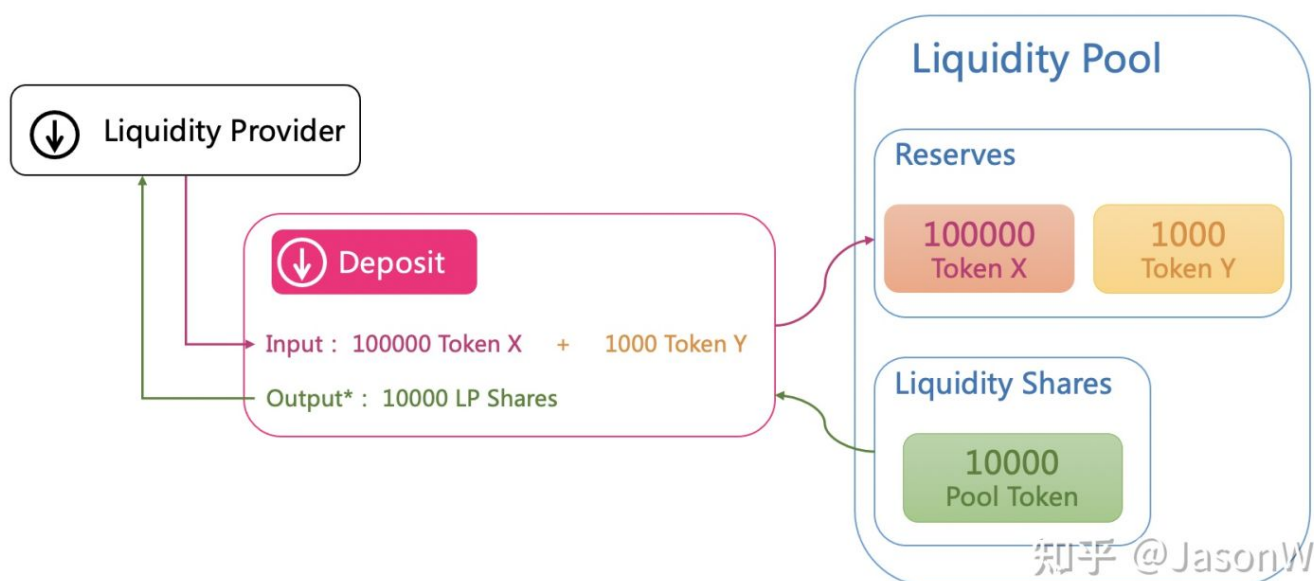 Liquidity Pool
Liquidity Provider
Reserves
100000
Token X
1000
Token Y
Deposit
Input : 100000 Token X + 1000 Token Y
Output* : 10000 LP Shares
Liquidity Shares
10000
Pool Token
知乎 @JasonW